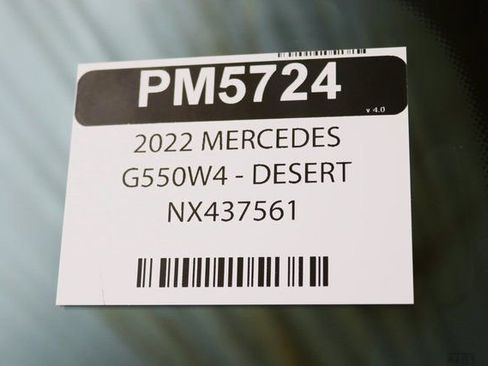 PM5724
v 4.0
2022 MERCEDES
G550W4 - DESERT
NX437561